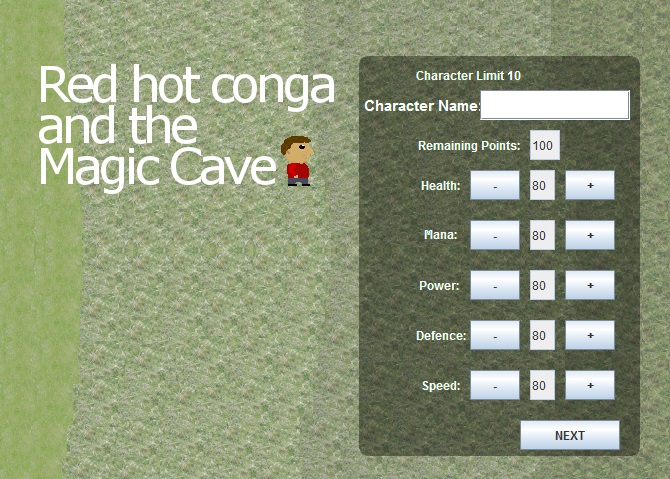 Red hot conga
and the
Magic Cave
Character Limit 10
Character Name:
Remaining Points: 100
Health: - 80 +
Mana: - 80 +
Power: - 80 +
Defence: - 80 +
Speed: - 80 +
NEXT